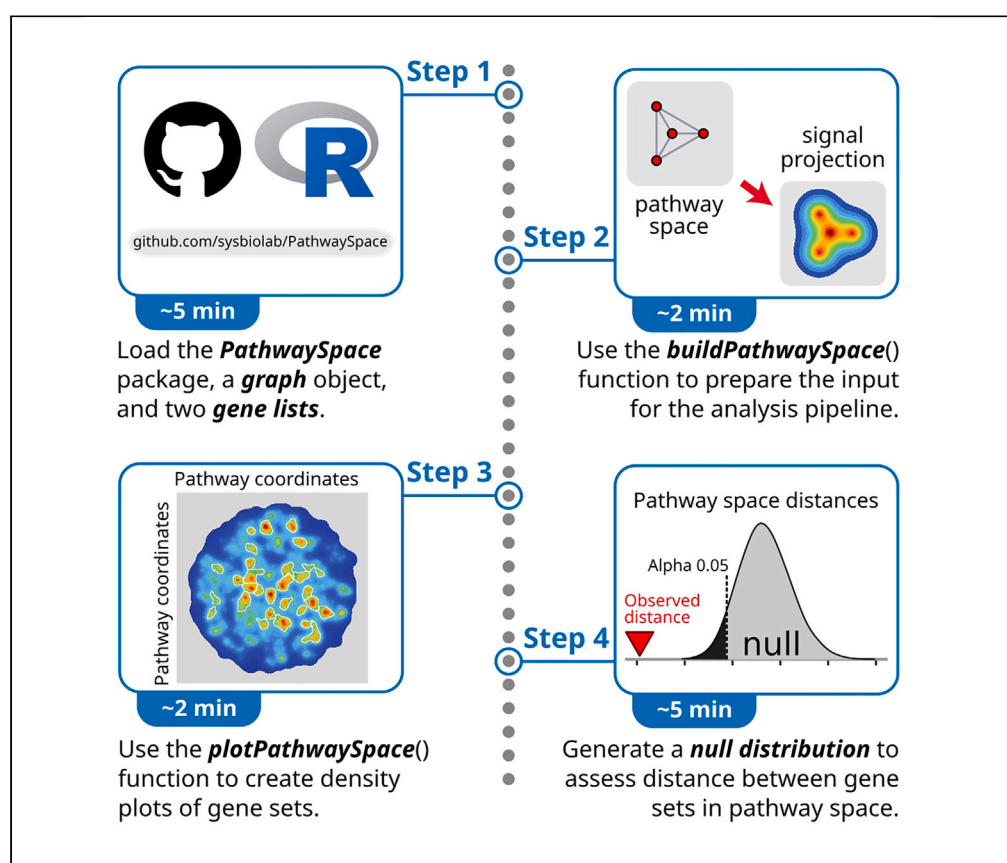 Step 1
R
github.com/sysbiolab/PathwaySpace
~5 min
Load the PathwaySpace
package, a graph object,
and two gene lists.
Step 2
pathway
space
signal
projection
~2 min
Use the buildPathwaySpace()
function to prepare the input
for the analysis pipeline.
Step 3
Pathway coordinates
Pathway coordinates
~2 min
Use the plotPathwaySpace()
function to create density
plots of gene sets.
Step 4
Pathway space distances
Alpha 0.05
Observed
distance
null
~5 min
Generate a null distribution to
assess distance between gene
sets in pathway space.